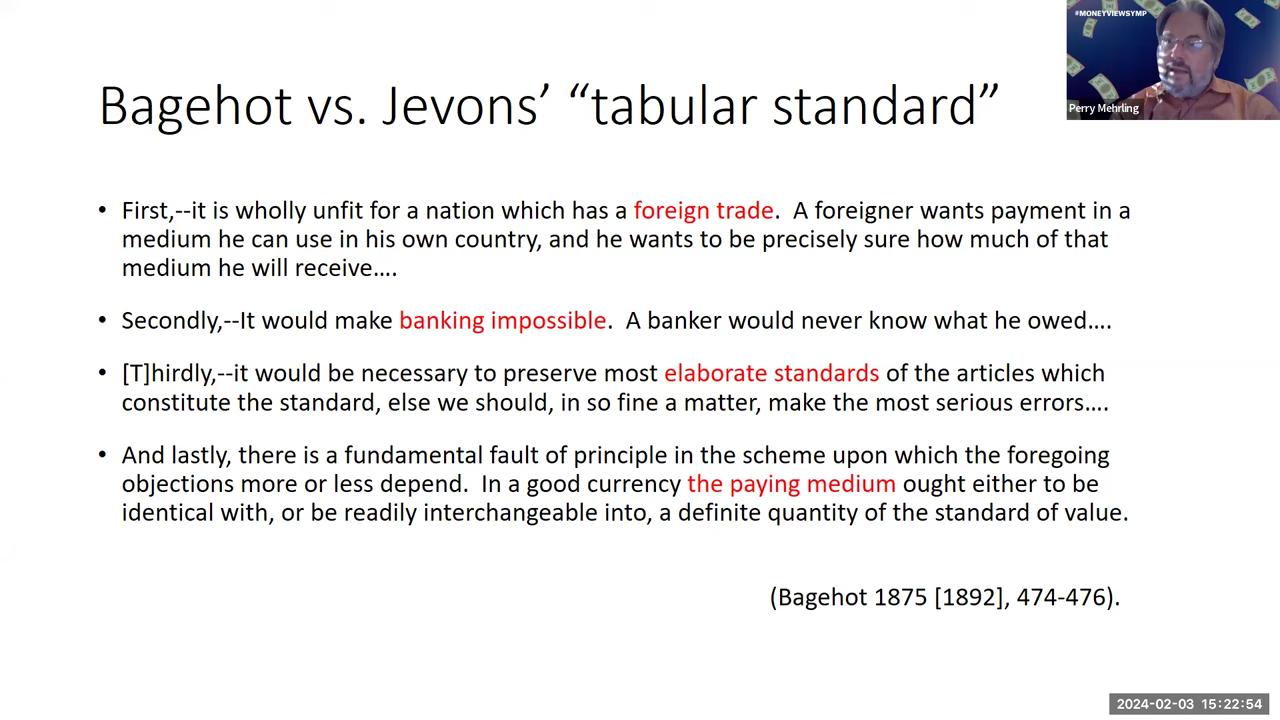 #MONEYVIEWSYMP
Perry Mehrling
Bagehot vs. Jevons’ “tabular standard”
• First,--it is wholly unfit for a nation which has a foreign trade.  A foreigner wants payment in a
medium he can use in his own country, and he wants to be precisely sure how much of that
medium he will receive….
• Secondly,--It would make banking impossible.  A banker would never know what he owed….
• [T]hirdly,--it would be necessary to preserve most elaborate standards of the articles which
constitute the standard, else we should, in so fine a matter, make the most serious errors….
• And lastly, there is a fundamental fault of principle in the scheme upon which the foregoing
objections more or less depend.  In a good currency the paying medium ought either to be
identical with, or be readily interchangeable into, a definite quantity of the standard of value.
(Bagehot 1875 [1892], 474-476).
2024-02-03 15:22:54